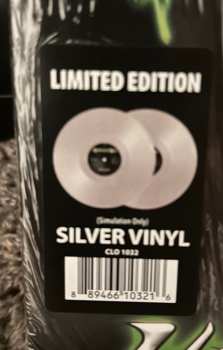 LIMITED EDITION
(Simulation Only)
SILVER VINYL
CLO 1032
8 89466 10321 6